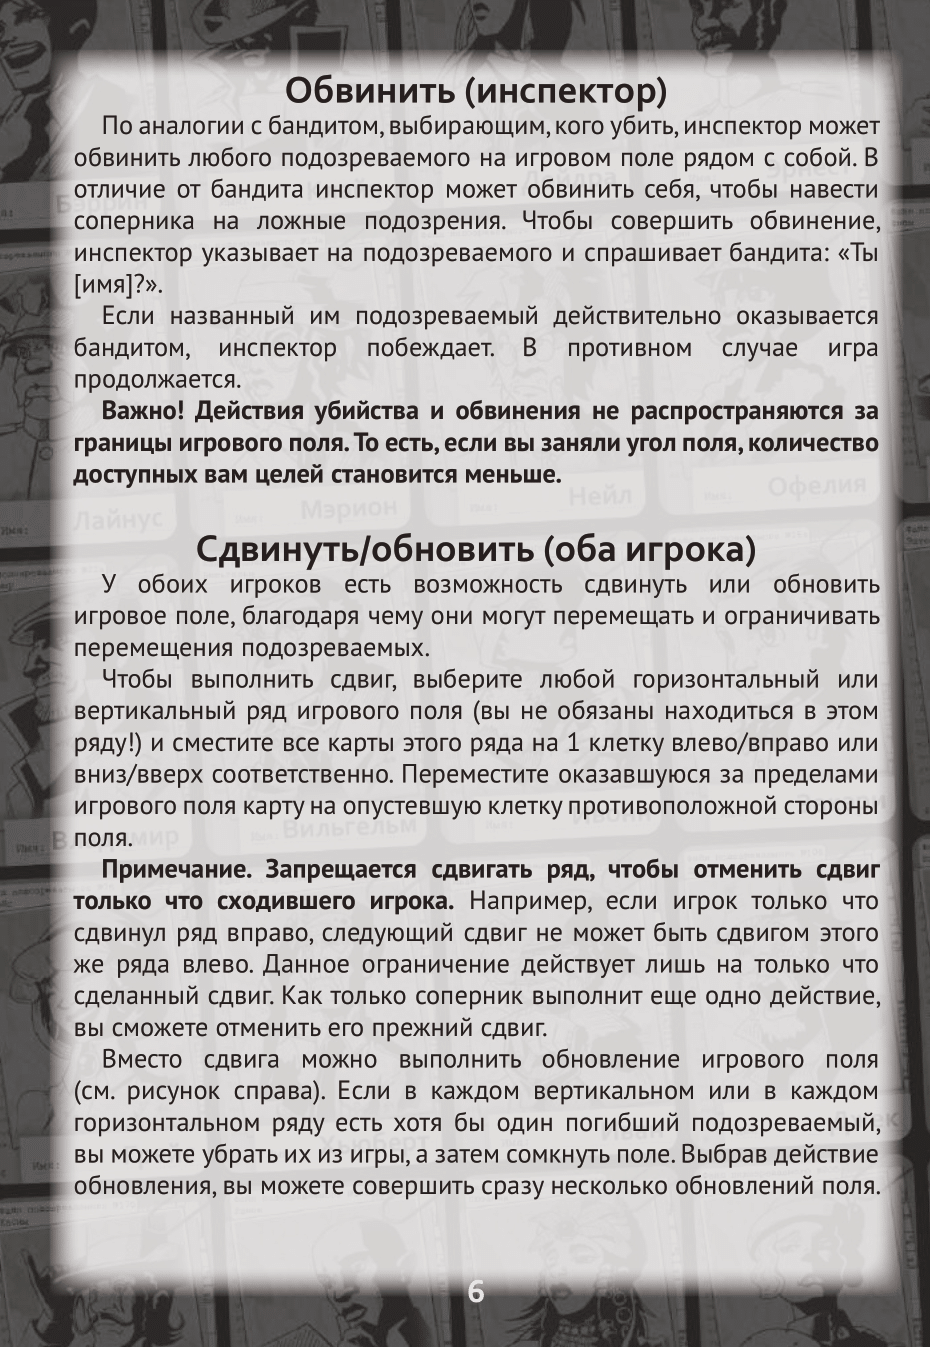 Обвинить (инспектор)
По аналогии с бандитом, выбирающим, кого убить, инспектор может
обвинить любого подозреваемого на игровом поле рядом с собой. В
отличие от бандита инспектор может обвинить себя, чтобы навести
соперника на ложные подозрения. Чтобы совершить обвинение,
инспектор указывает на подозреваемого и спрашивает бандита: «Ты
[имя]?».
Если названный им подозреваемый действительно оказывается
бандитом, инспектор побеждает. В противном случае игра
продолжается.
Важно! Действия убийства и обвинения не распространяются за
границы игрового поля. То есть, если вы заняли угол поля, количество
доступных вам целей становится меньше.
Лайнус
Мэрион
Нейл
Офелия
Сдвинуть/обновить (оба игрока)
У обоих игроков есть возможность сдвинуть или обновить
игровое поле, благодаря чему они могут перемещать и ограничивать
перемещения подозреваемых.
Чтобы выполнить сдвиг, выберите любой горизонтальный или
вертикальный ряд игрового поля (вы не обязаны находиться в этом
ряду!) и сместите все карты этого ряда на 1 клетку влево/вправо или
вниз/вверх соответственно. Переместите оказавшуюся за пределами
игрового поля карту на опустевшую клетку противоположной стороны
поля.
Владимир
Вильгельм
Примечание. Запрещается сдвигать ряд, чтобы отменить сдвиг
только что сходившего игрока. Например, если игрок только что
сдвинул ряд вправо, следующий сдвиг не может быть сдвигом этого
же ряда влево. Данное ограничение действует лишь на только что
сделанный сдвиг. Как только соперник выполнит еще одно действие,
вы сможете отменить его прежний сдвиг.
Вместо сдвига можно выполнить обновление игрового поля
(см. рисунок справа). Если в каждом вертикальном или в каждом
горизонтальном ряду есть хотя бы один погибший подозреваемый,
вы можете убрать их из игры, а затем сомкнуть поле. Выбрав действие
обновления, вы можете совершить сразу несколько обновлений поля.
6